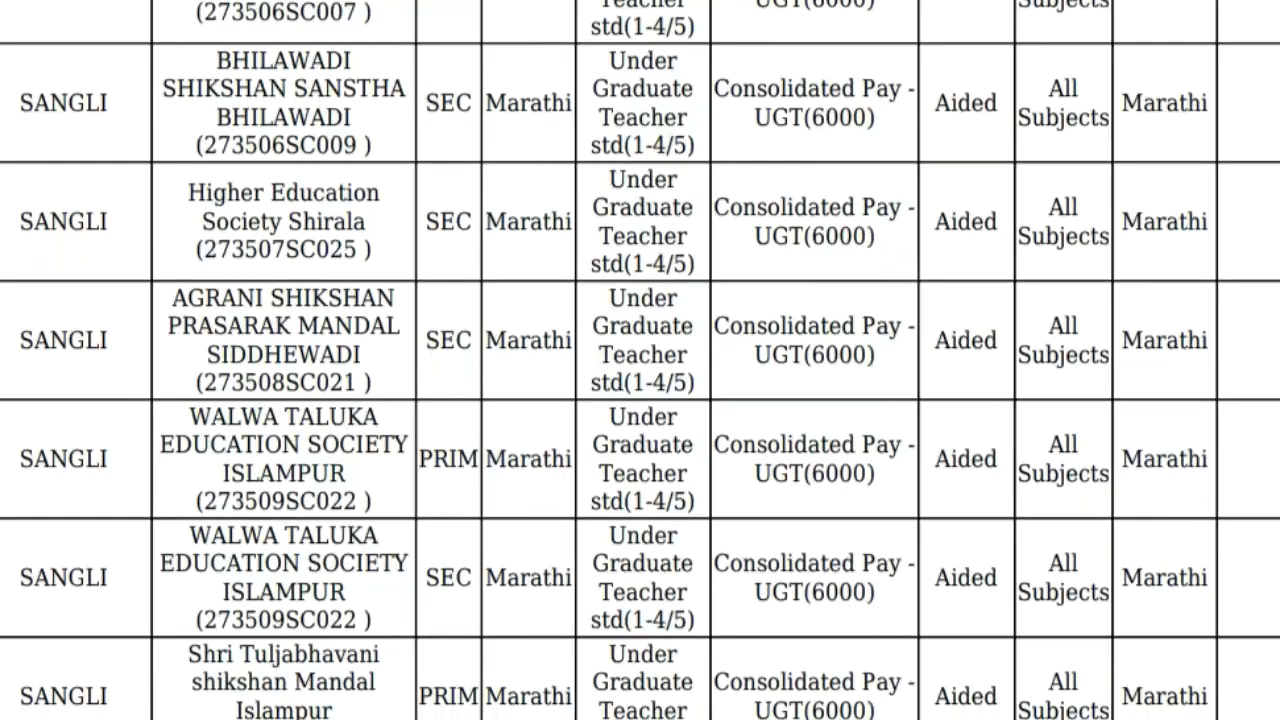 (273506SC007 )
Teacher
std(1-4/5)
UGT(6000)
Subjects
SANGLI
BHILAWADI
SHIKSHAN SANSTHA
BHILAWADI
(273506SC009 )
SEC
Marathi
Under
Graduate
Teacher
std(1-4/5)
Consolidated Pay -
UGT(6000)
Aided
All
Subjects
Marathi
SANGLI
Higher Education
Society Shirala
(273507SC025 )
SEC
Marathi
Under
Graduate
Teacher
std(1-4/5)
Consolidated Pay -
UGT(6000)
Aided
All
Subjects
Marathi
SANGLI
AGRANI SHIKSHAN
PRASARAK MANDAL
SIDDHEWADI
(273508SC021 )
SEC
Marathi
Under
Graduate
Teacher
std(1-4/5)
Consolidated Pay -
UGT(6000)
Aided
All
Subjects
Marathi
SANGLI
WALWA TALUKA
EDUCATION SOCIETY
ISLAMPUR
(273509SC022 )
PRIM
Marathi
Under
Graduate
Teacher
std(1-4/5)
Consolidated Pay -
UGT(6000)
Aided
All
Subjects
Marathi
SANGLI
WALWA TALUKA
EDUCATION SOCIETY
ISLAMPUR
(273509SC022 )
SEC
Marathi
Under
Graduate
Teacher
std(1-4/5)
Consolidated Pay -
UGT(6000)
Aided
All
Subjects
Marathi
SANGLI
Shri Tuljabhavani
shikshan Mandal
Islampur
PRIM
Marathi
Under
Graduate
Teacher
Consolidated Pay -
UGT(6000)
Aided
All
Subjects
Marathi